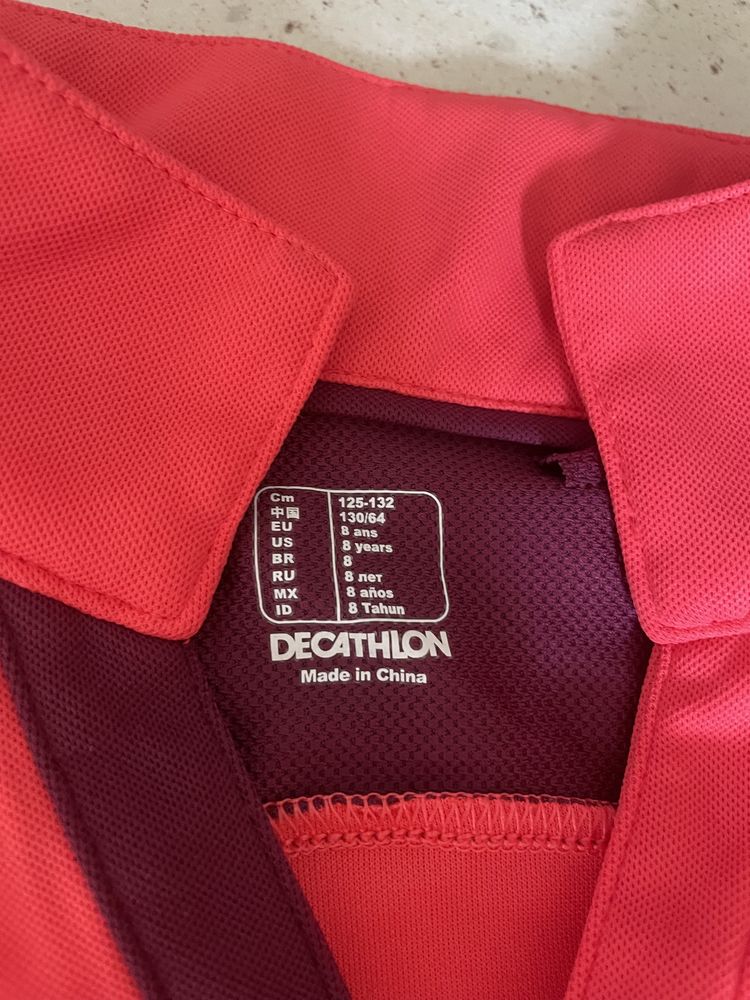 Cm 125-132
中国 130/64
EU 8 ans
US 8 years
BR 8
RU 8 лет
MX 8 años
ID 8 Tahun
DECATHLON
Made in China